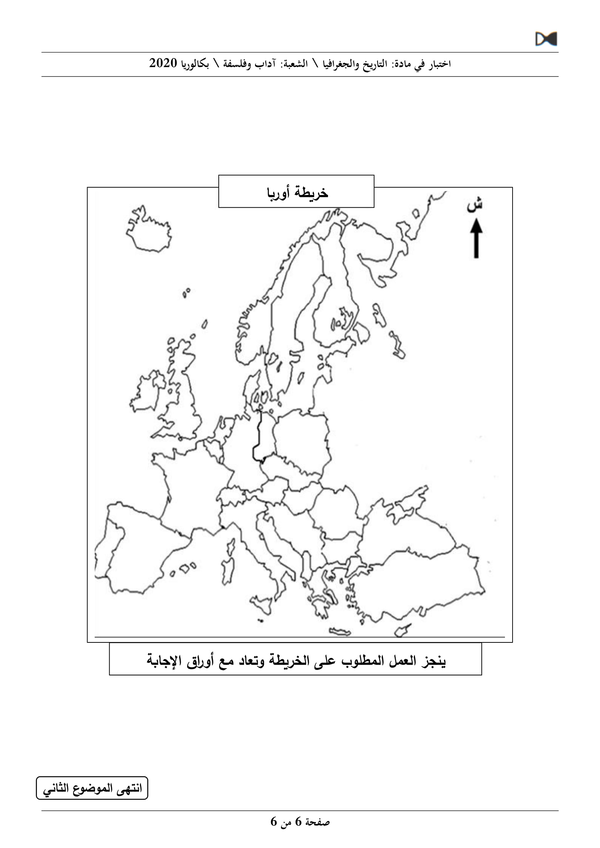 اختبار في مادة: التاريخ والجغرافيا \ الشعبة: آداب وفلسفة \ بكالوريا 2020
خريطة أوربا
ش
ينجز العمل المطلوب على الخريطة وتعاد مع أوراق الإجابة
انتهى الموضوع الثاني
صفحة 6 من 6